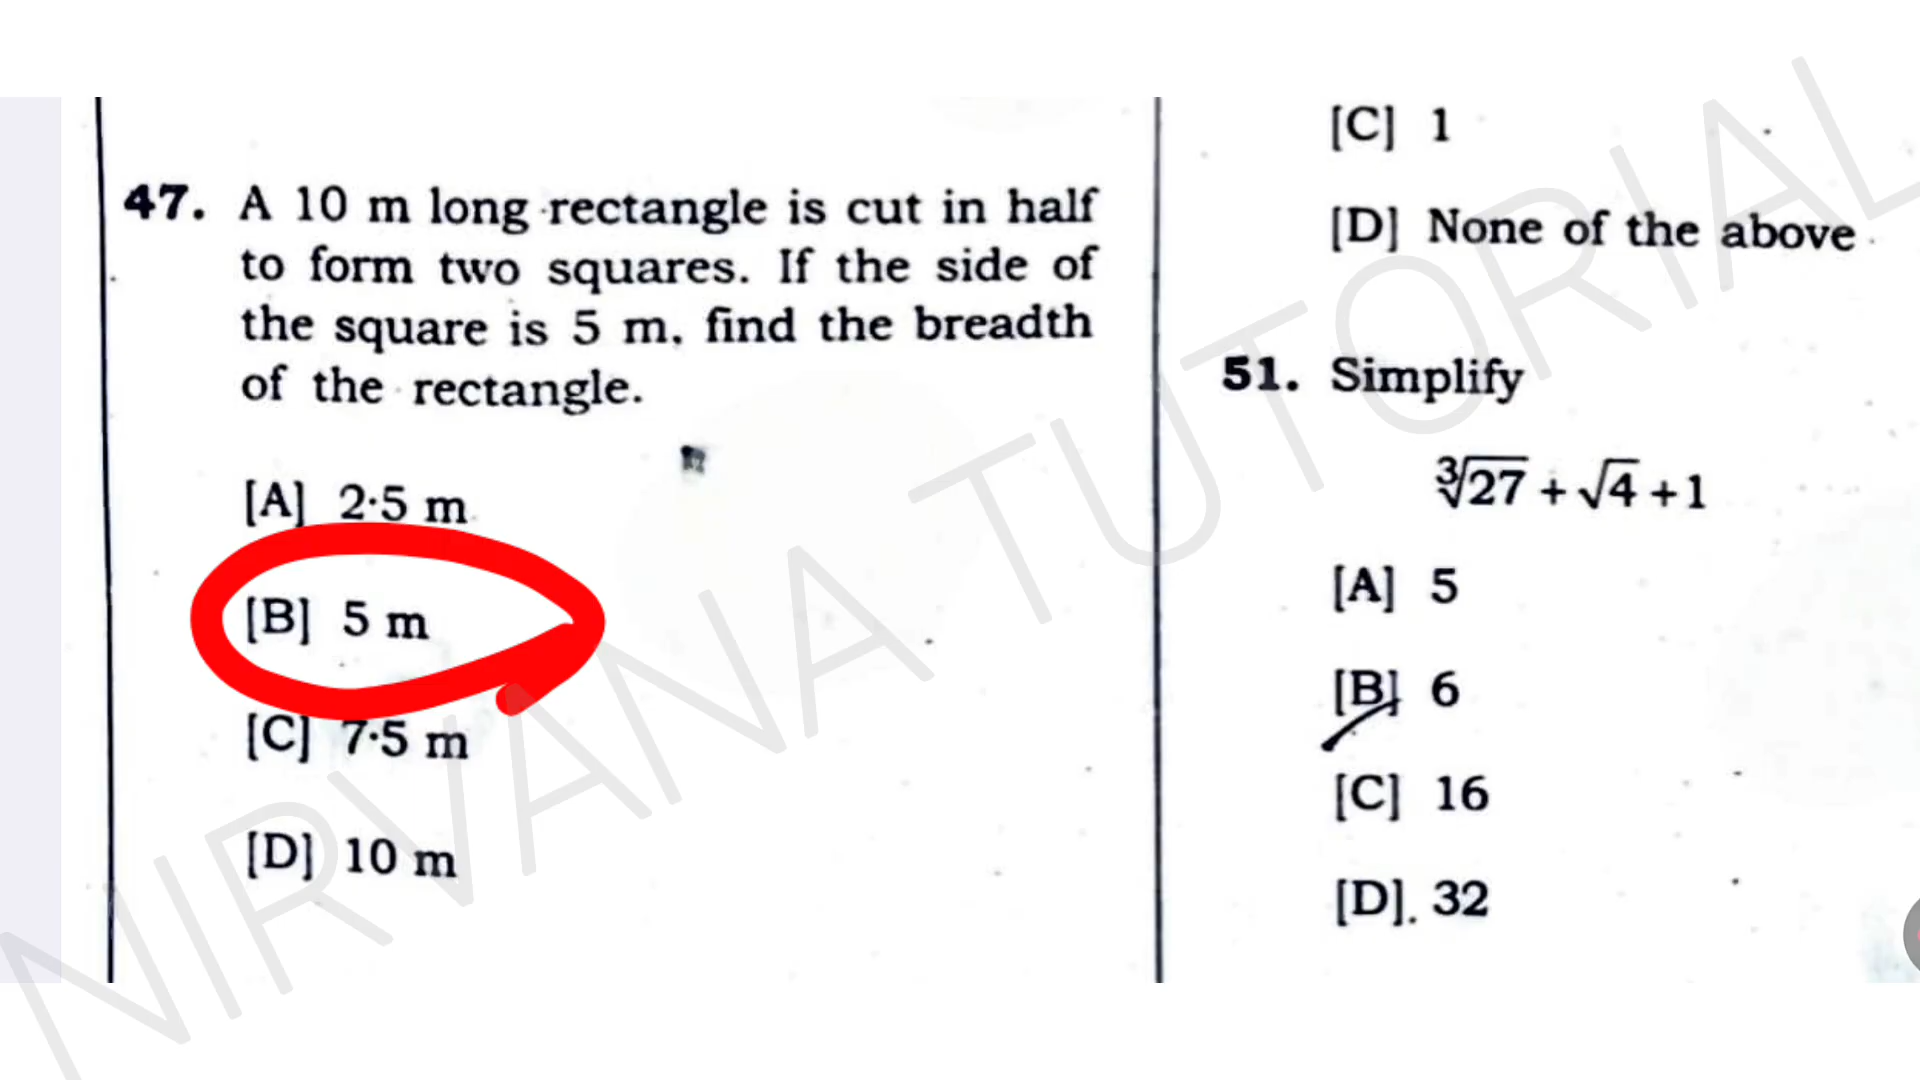 47. A 10 m long rectangle is cut in half
to form two squares. If the side of
the square is 5 m, find the breadth
of the rectangle.
[A] 2·5 m
[B] 5 m
[C] 7·5 m
[D] 10 m
[C] 1
[D] None of the above
51. Simplify
∛27 + √4 + 1
[A] 5
[B] 6
[C] 16
[D]. 32
NIRVANA TUTORIAL